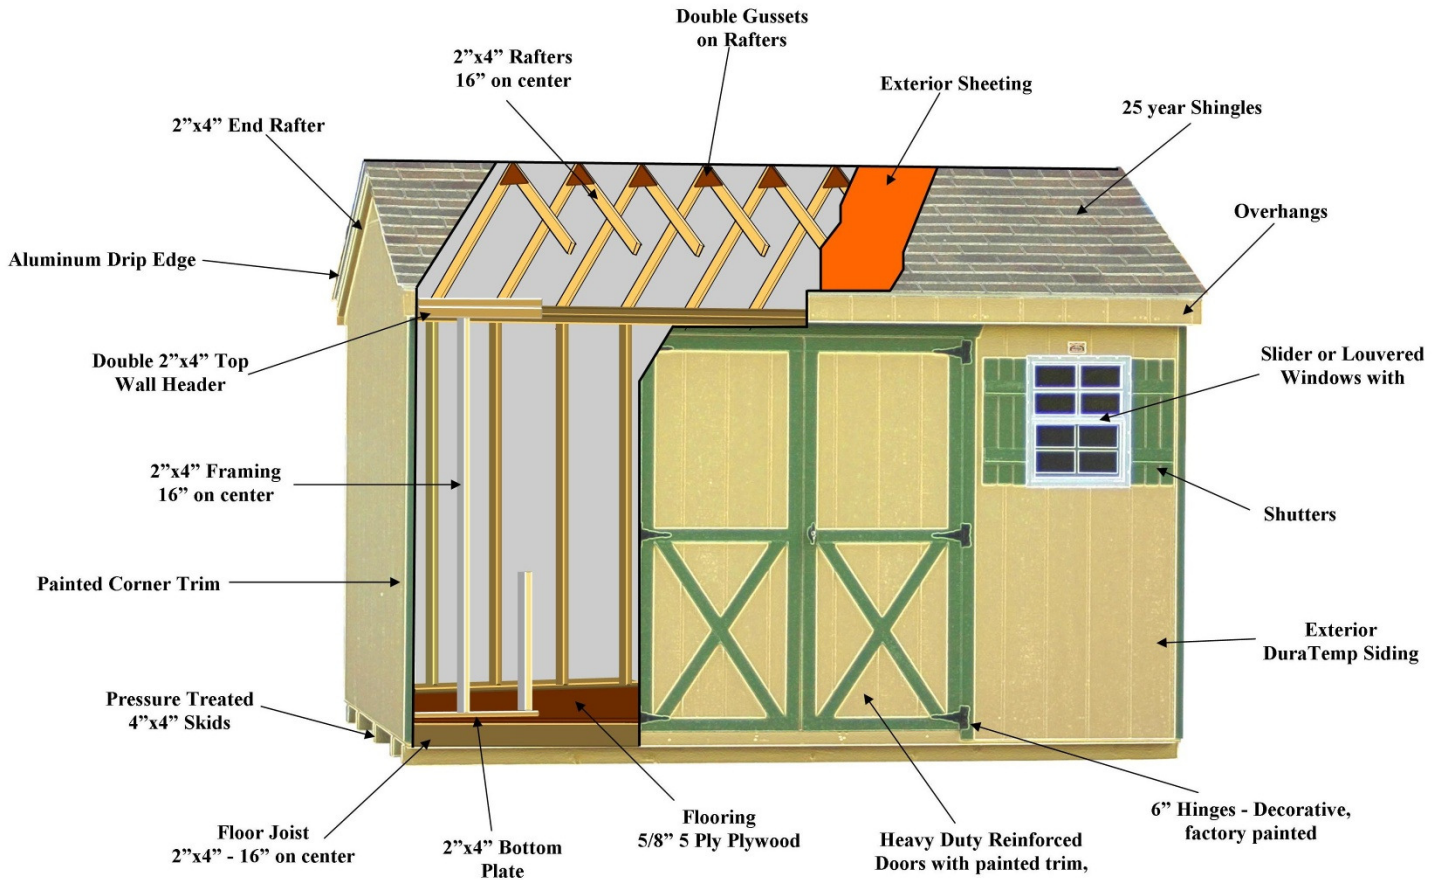 Double Gussets
on Rafters
2”x4” Rafters
16” on center
Exterior Sheeting
25 year Shingles
2”x4” End Rafter
Overhangs
Aluminum Drip Edge
Double 2”x4” Top
Wall Header
Slider or Louvered
Windows with
2”x4” Framing
16” on center
Shutters
Painted Corner Trim
Exterior
DuraTemp Siding
Pressure Treated
4”x4” Skids
6” Hinges - Decorative,
factory painted
Floor Joist
2”x4” - 16” on center
2”x4” Bottom
Plate
Flooring
5/8” 5 Ply Plywood
Heavy Duty Reinforced
Doors with painted trim,